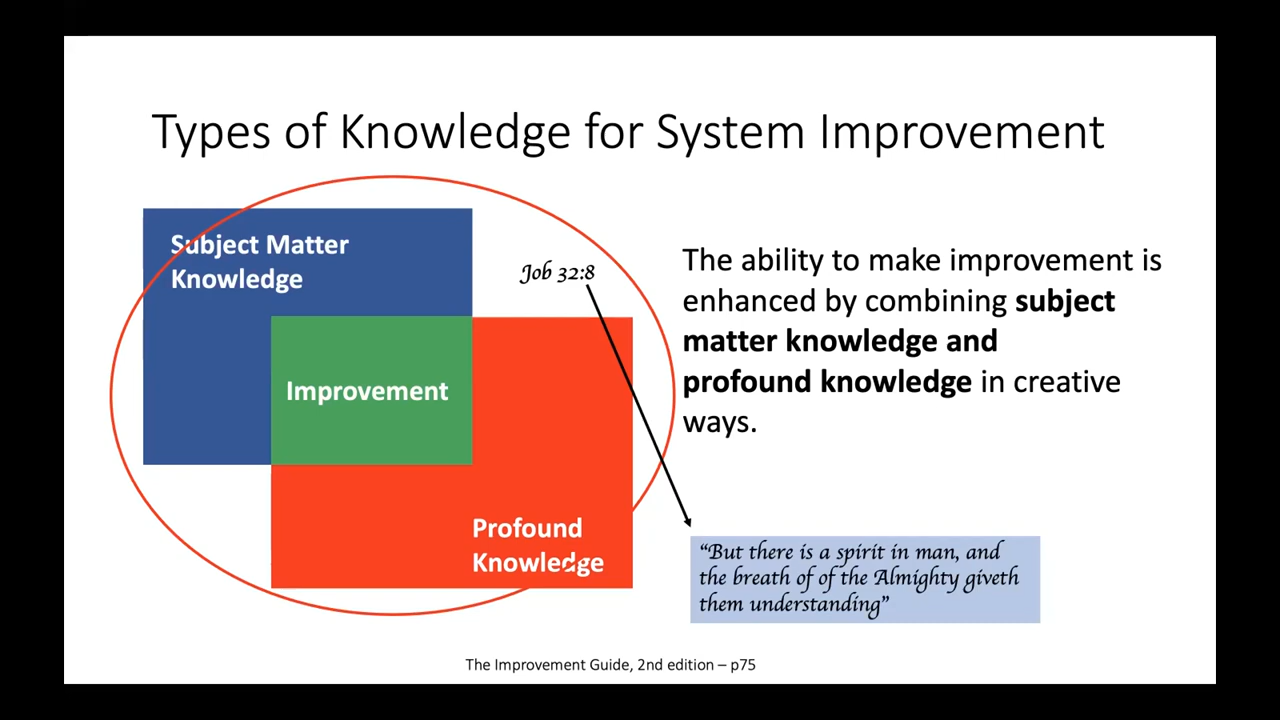 Types of Knowledge for System Improvement
Subject Matter
Knowledge
Job 32:8
Improvement
Profound
Knowledge
The ability to make improvement is
enhanced by combining subject
matter knowledge and
profound knowledge in creative
ways.
“But there is a spirit in man, and
the breath of of the Almighty giveth
them understanding”
The Improvement Guide, 2nd edition – p75